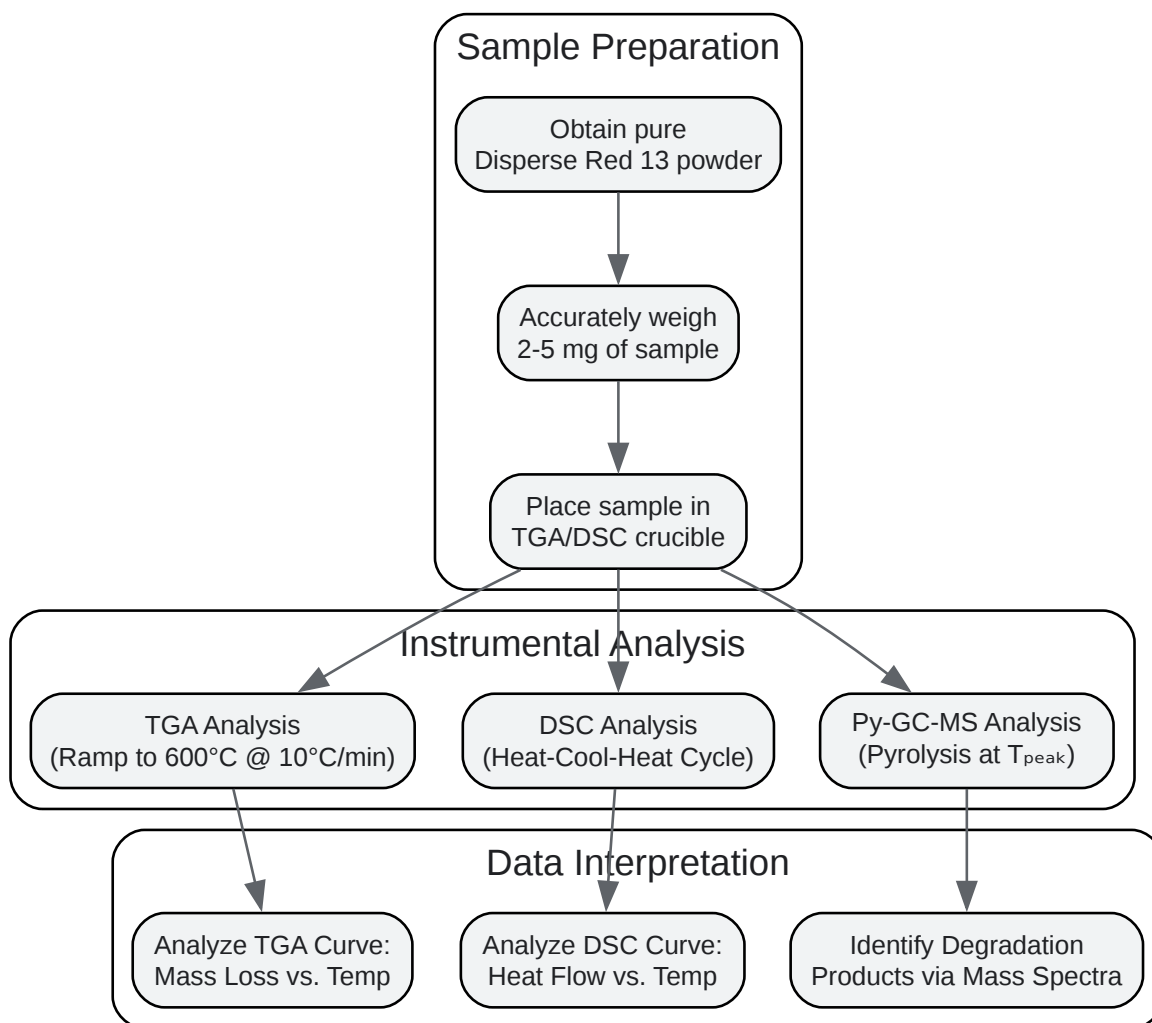 Sample Preparation
Obtain pure
Disperse Red 13 powder
Accurately weigh
2-5 mg of sample
Place sample in
TGA/DSC crucible
Instrumental Analysis
TGA Analysis
(Ramp to 600°C @ 10°C/min)
DSC Analysis
(Heat-Cool-Heat Cycle)
Py-GC-MS Analysis
(Pyrolysis at Tₚₑₐₖ)
Data Interpretation
Analyze TGA Curve:
Mass Loss vs. Temp
Analyze DSC Curve:
Heat Flow vs. Temp
Identify Degradation
Products via Mass Spectra